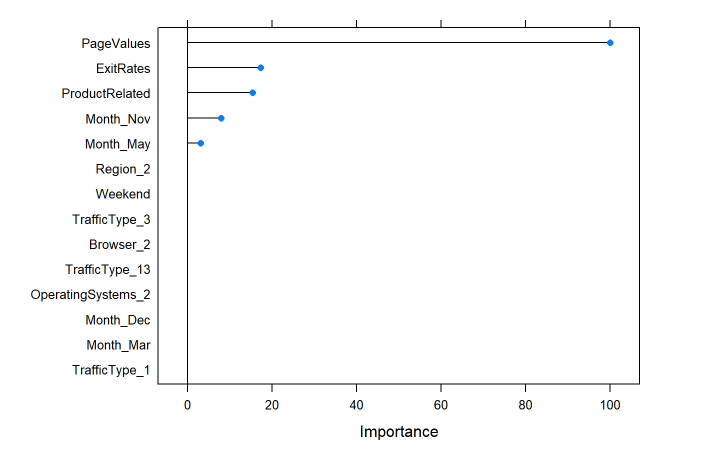 PageValues
ExitRates
ProductRelated
Month_Nov
Month_May
Region_2
Weekend
TrafficType_3
Browser_2
TrafficType_13
OperatingSystems_2
Month_Dec
Month_Mar
TrafficType_1
0 20 40 60 80 100
Importance